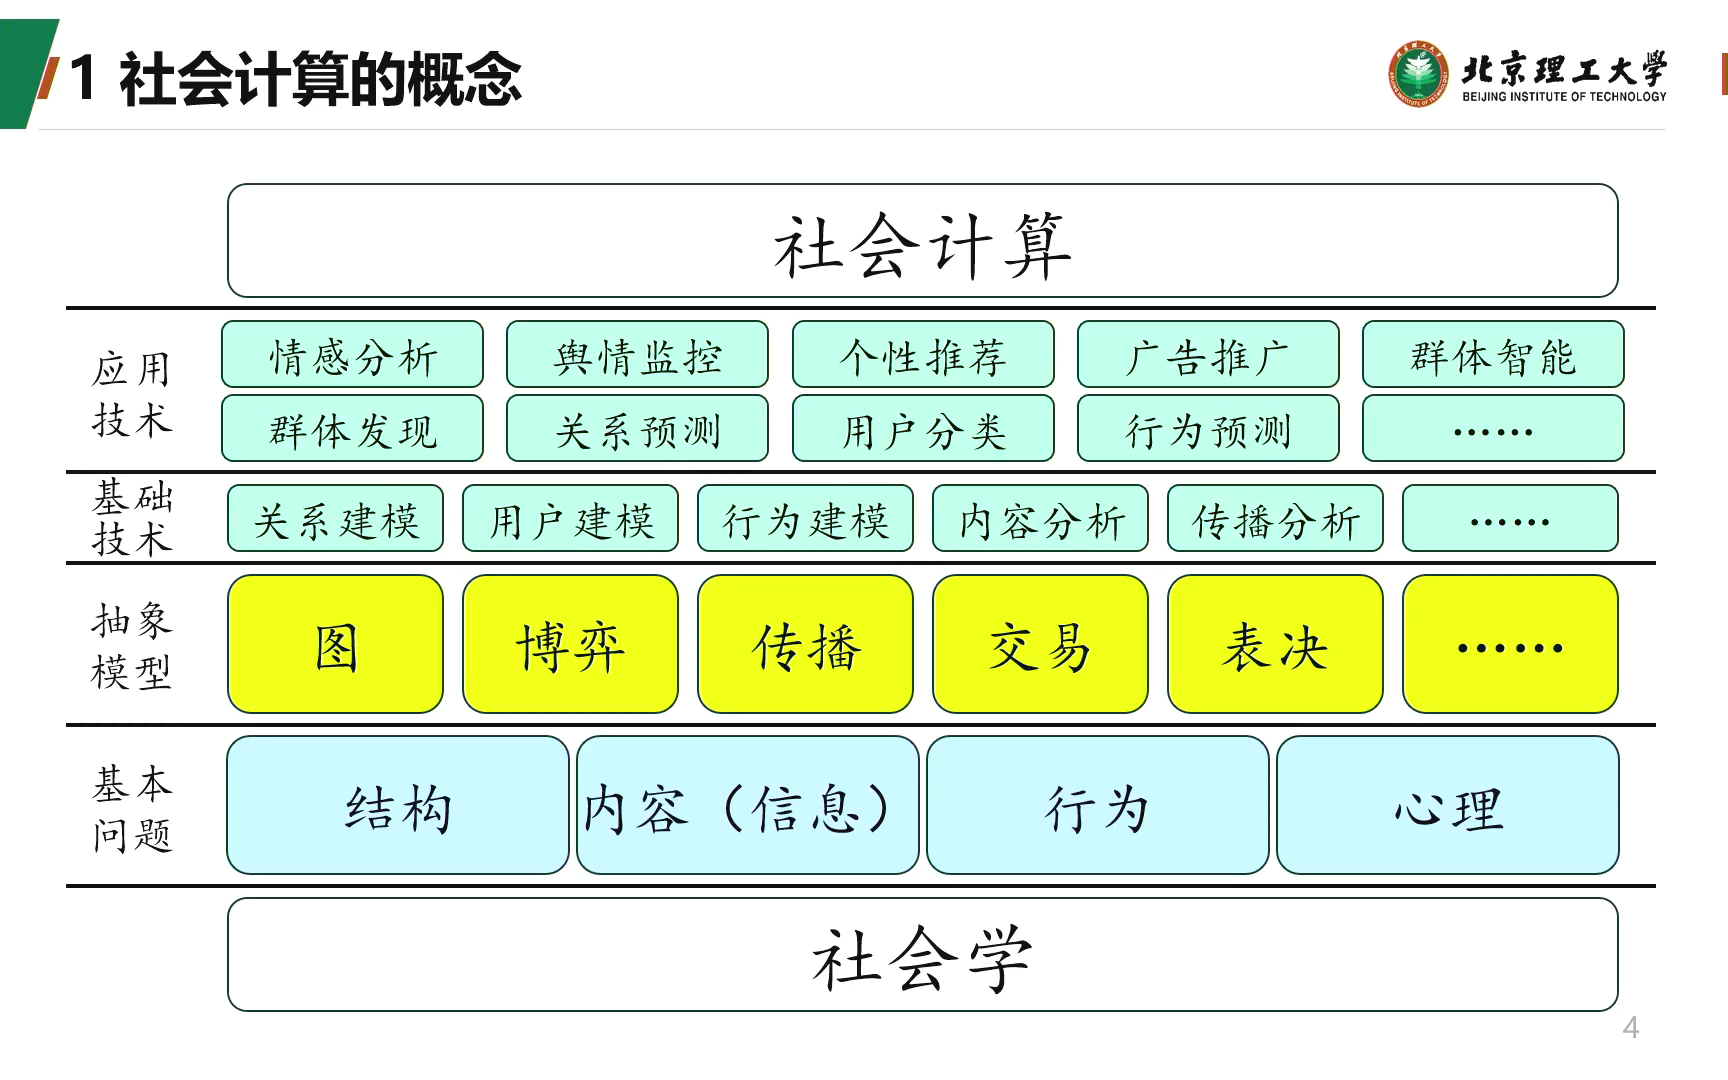 1 社会计算的概念
北京理工大学
BEIJING INSTITUTE OF TECHNOLOGY
社会计算
应用
技术
情感分析
舆情监控
个性推荐
广告推广
群体智能
群体发现
关系预测
用户分类
行为预测
……
基础
技术
关系建模
用户建模
行为建模
内容分析
传播分析
……
抽象
模型
图
博弈
传播
交易
表决
……
基本
问题
结构
内容（信息）
行为
心理
社会学
4